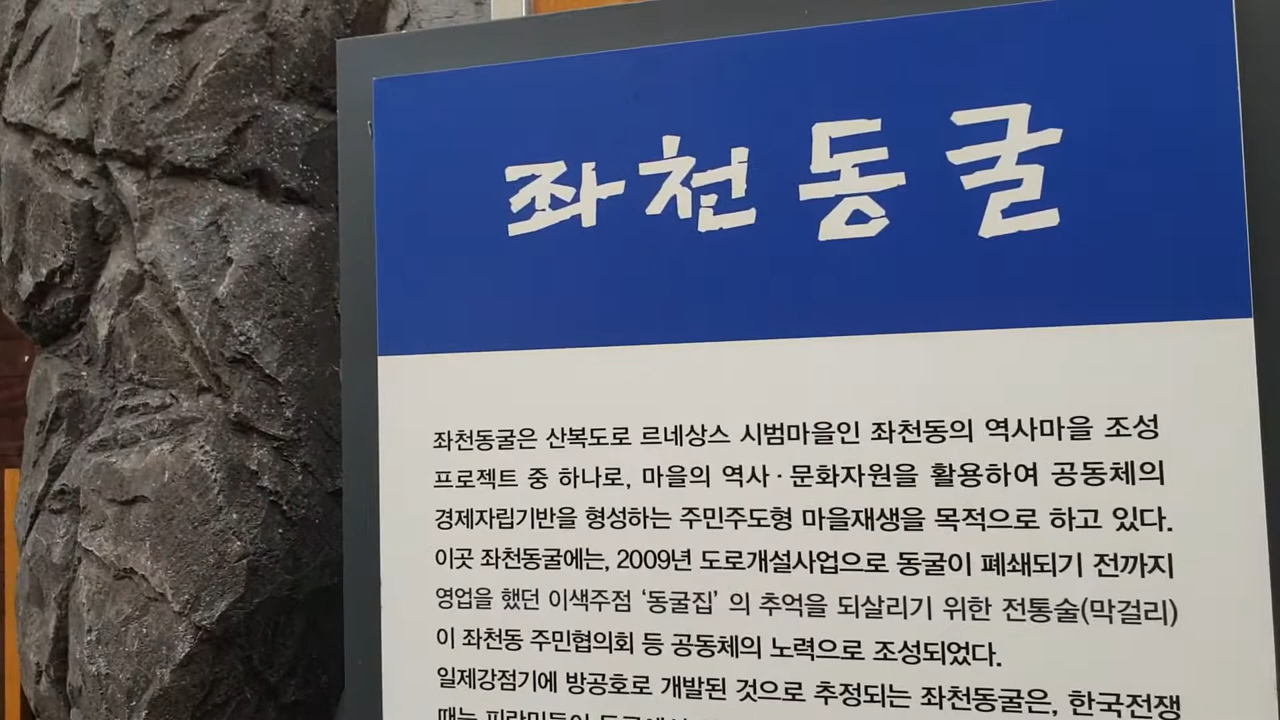 좌천동굴
좌천동굴은 산복도로 르네상스 시범마을인 좌천동의 역사마을 조성
프로젝트 중 하나로, 마을의 역사·문화자원을 활용하여 공동체의
경제자립기반을 형성하는 주민주도형 마을재생을 목적으로 하고 있다.
이곳 좌천동굴에는, 2009년 도로개설사업으로 동굴이 폐쇄되기 전까지
영업을 했던 이색주점 ‘동굴집’ 의 추억을 되살리기 위한 전통술(막걸리)
이 좌천동 주민협의회 등 공동체의 노력으로 조성되었다.
일제강점기에 방공호로 개발된 것으로 추정되는 좌천동굴은, 한국전쟁
때는